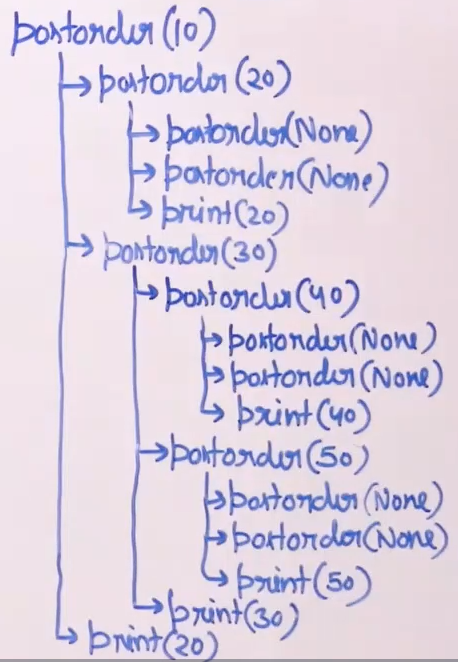 postorder(10)
postorder(20)
postorder(None)
postorder(None)
print(20)
postorder(30)
postorder(40)
postorder(None)
postorder(None)
print(40)
postorder(50)
postorder(None)
postorder(None)
print(50)
print(30)
print(20)